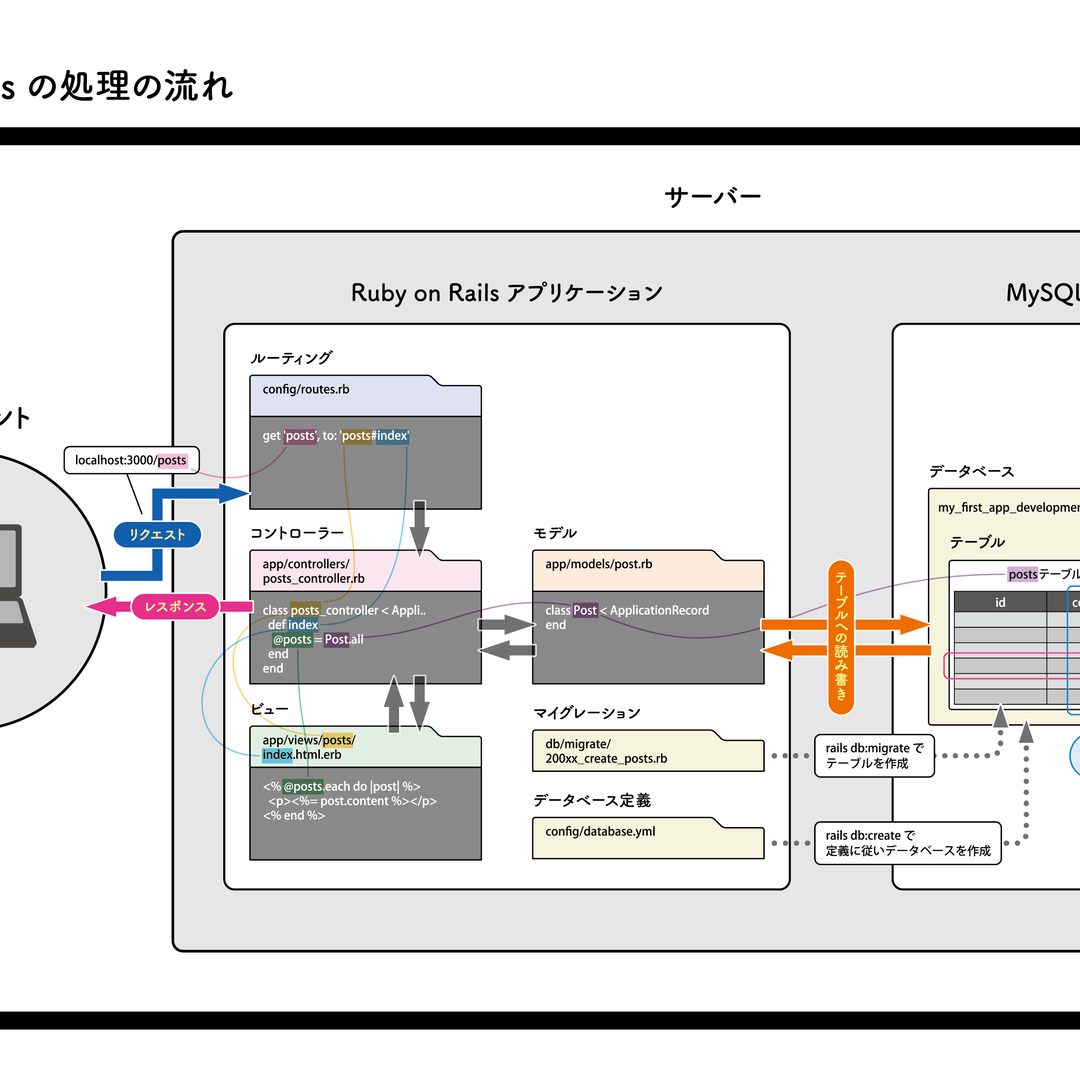 s の処理の流れ
サーバー
Ruby on Rails アプリケーション
MySQL
ント
localhost:3000/posts
リクエスト
レスポンス
ルーティング
config/routes.rb
get 'posts', to: 'posts#index'
コントローラー
app/controllers/
posts_controller.rb
class posts_controller < Appli..
def index
@posts = Post.all
end
end
ビュー
app/views/posts/
index.html.erb
<% @posts.each do |post| %>
<p><%= post.content %></p>
<% end %>
モデル
app/models/post.rb
class Post < ApplicationRecord
end
マイグレーション
db/migrate/
200xx_create_posts.rb
データベース定義
config/database.yml
テーブルへの読み書き
rails db:migrate で
テーブルを作成
rails db:create で
定義に従いデータベースを作成
データベース
my_first_app_developmen
テーブル
postsテーブル
id
co